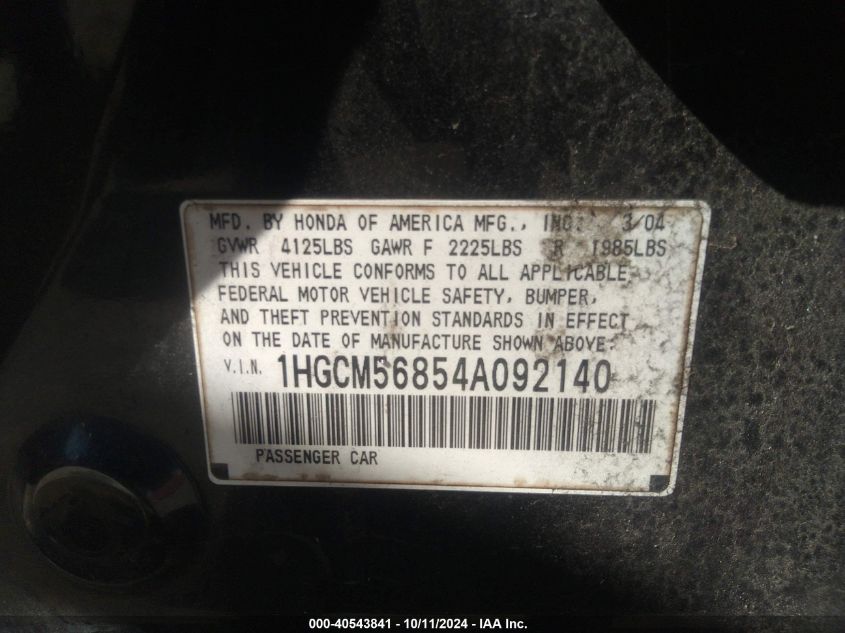 MFD. BY HONDA OF AMERICA MFG., INC. 3/04
GVWR 4125LBS GAWR F 2225LBS R 1985LBS
THIS VEHICLE CONFORMS TO ALL APPLICABLE
FEDERAL MOTOR VEHICLE SAFETY, BUMPER,
AND THEFT PREVENTION STANDARDS IN EFFECT
ON THE DATE OF MANUFACTURE SHOWN ABOVE.
V.I.N. 1HGCM56854A092140
PASSENGER CAR
000-40543841 - 10/11/2024 - IAA Inc.